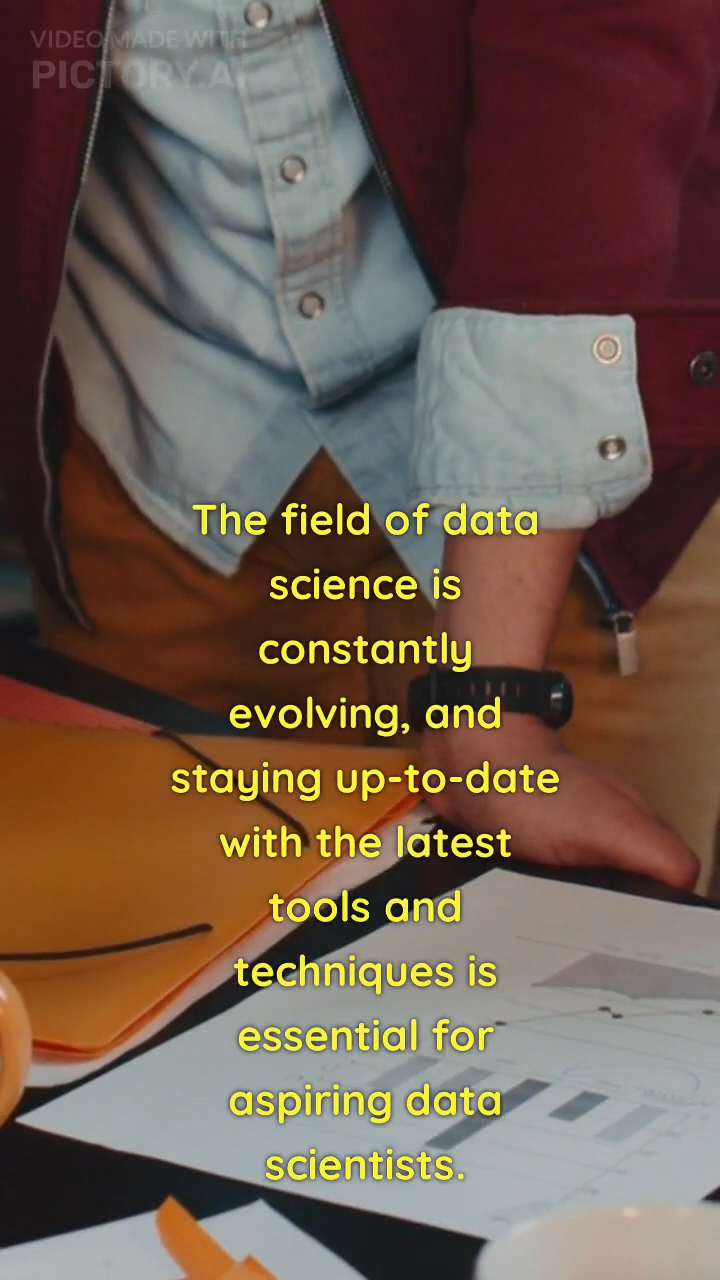 VIDEO MADE WITH
PICTORY.AI
The field of data
science is
constantly
evolving, and
staying up-to-date
with the latest
tools and
techniques is
essential for
aspiring data
scientists.